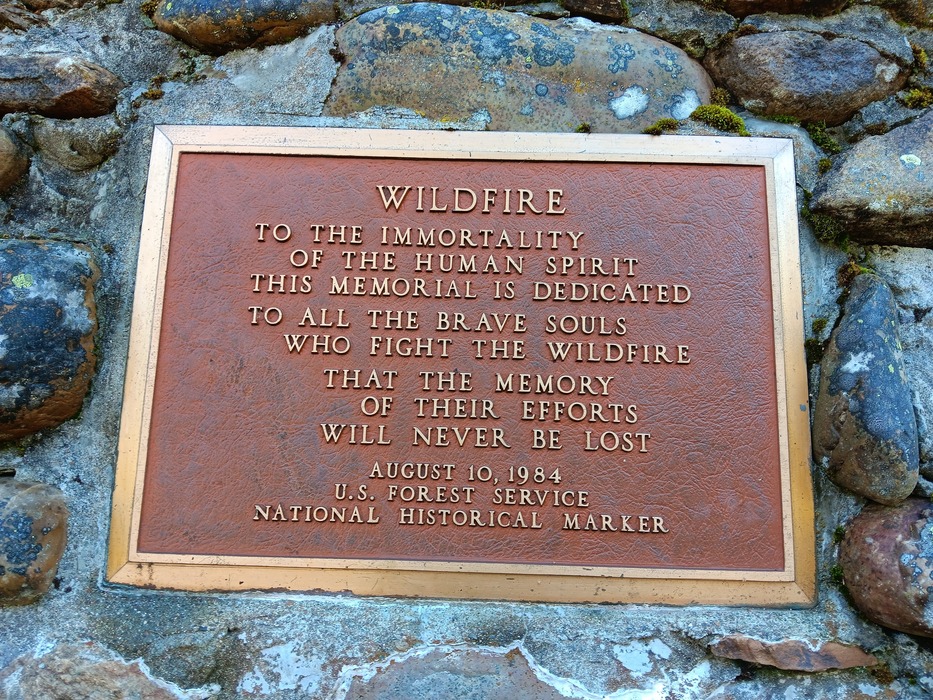 WILDFIRE
TO THE IMMORTALITY
OF THE HUMAN SPIRIT
THIS MEMORIAL IS DEDICATED
TO ALL THE BRAVE SOULS
WHO FIGHT THE WILDFIRE
THAT THE MEMORY
OF THEIR EFFORTS
WILL NEVER BE LOST
AUGUST 10, 1984
U.S. FOREST SERVICE
NATIONAL HISTORICAL MARKER